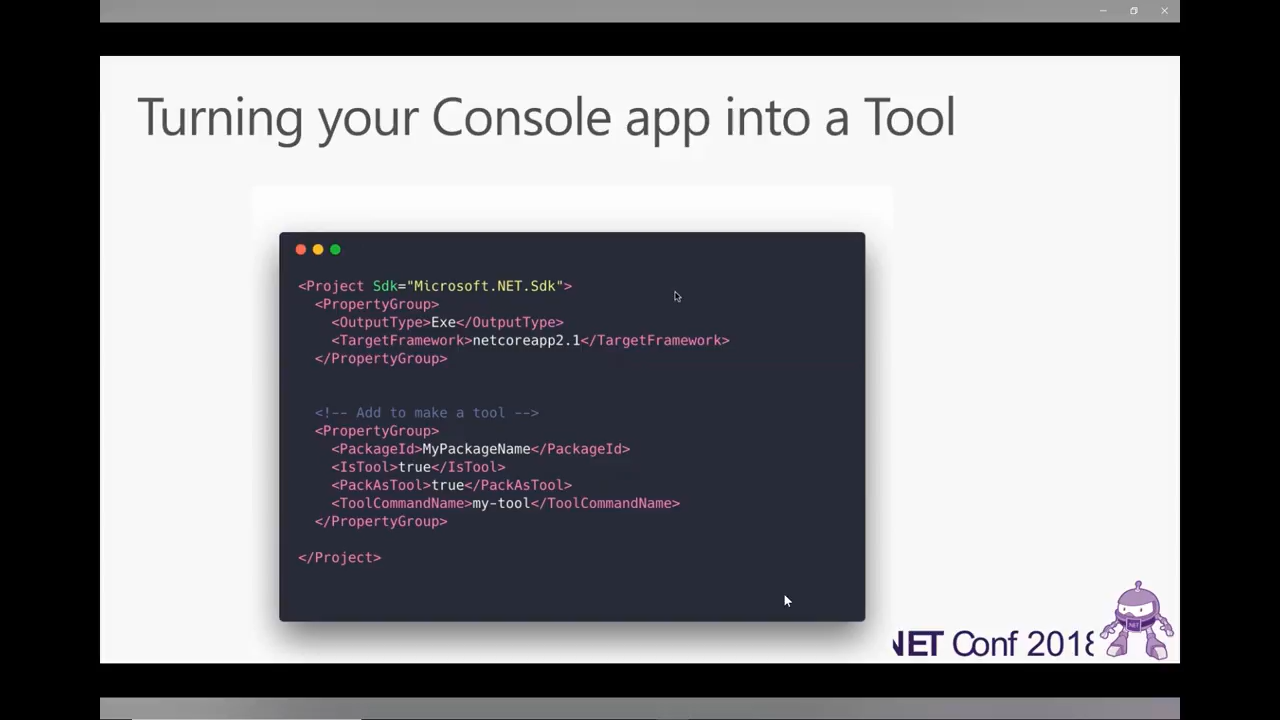 Turning your Console app into a Tool
<Project Sdk="Microsoft.NET.Sdk">
<PropertyGroup>
<OutputType>Exe</OutputType>
<TargetFramework>netcoreapp2.1</TargetFramework>
</PropertyGroup>
<!-- Add to make a tool -->
<PropertyGroup>
<PackageId>MyPackageName</PackageId>
<IsTool>true</IsTool>
<PackAsTool>true</PackAsTool>
<ToolCommandName>my-tool</ToolCommandName>
</PropertyGroup>
</Project>
NET Conf 2018